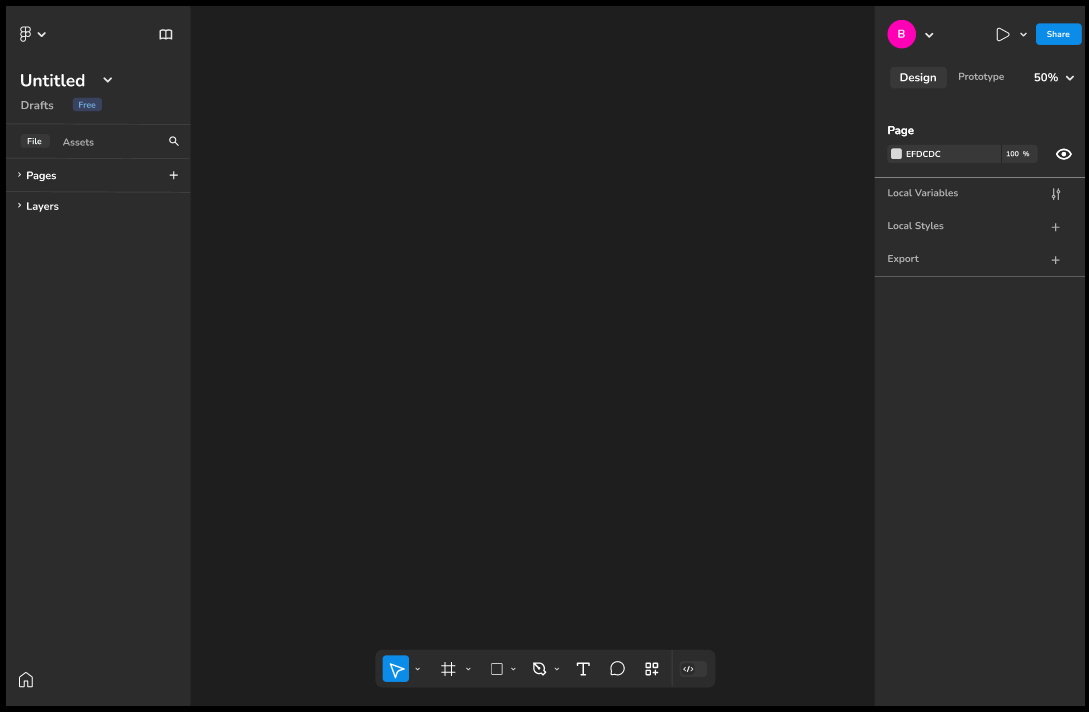 Untitled
Drafts Free
File Assets
Pages
Layers
B
Share
Design Prototype 50%
Page
EFDCDC 100 %
Local Variables
Local Styles
Export